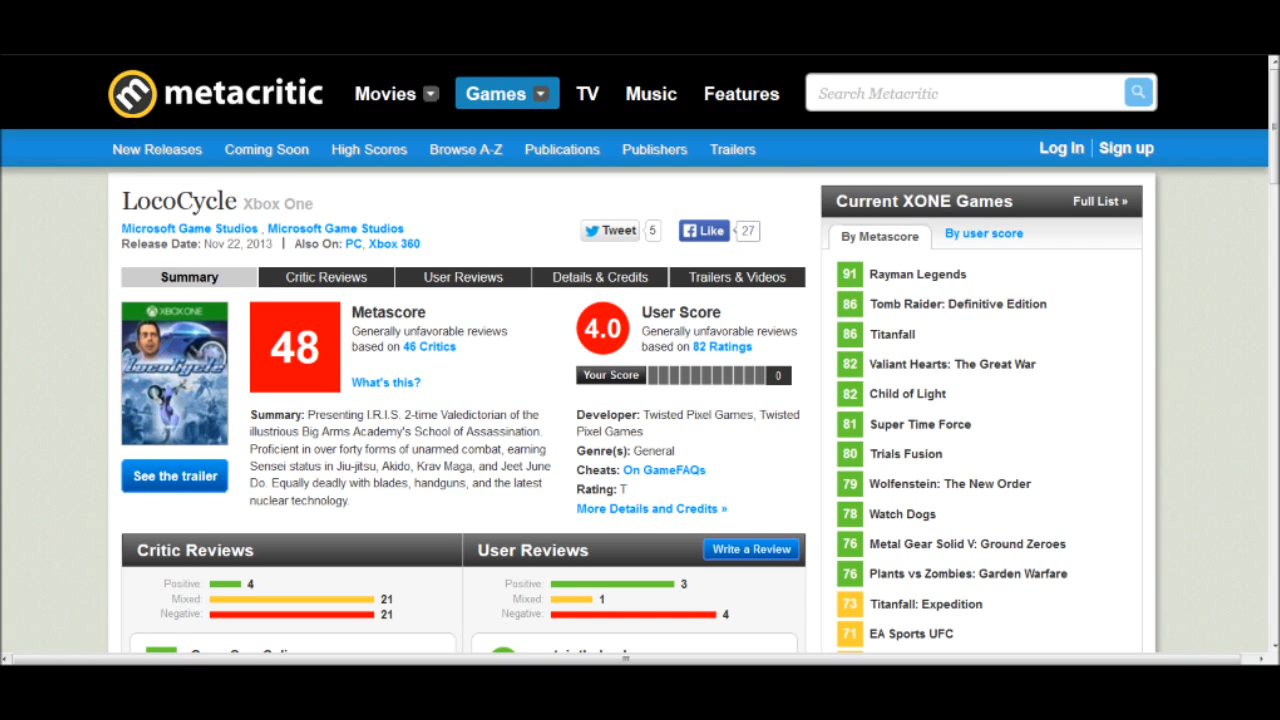 metacritic
Movies
Games
TV
Music
Features
Search Metacritic
New Releases
Coming Soon
High Scores
Browse A-Z
Publications
Publishers
Trailers
Log In
Sign up
LocoCycle Xbox One
Microsoft Game Studios , Microsoft Game Studios
Release Date: Nov 22, 2013 | Also On: PC, Xbox 360
Tweet 5
Like 27
Summary
Critic Reviews
User Reviews
Details & Credits
Trailers & Videos
XBOX ONE
LocoCycle
See the trailer
48
Metascore
Generally unfavorable reviews
based on 46 Critics
What's this?
Summary: Presenting I.R.I.S. 2-time Valedictorian of the
illustrious Big Arms Academy's School of Assassination.
Proficient in over forty forms of unarmed combat, earning
Sensei status in Jiu-jitsu, Akido, Krav Maga, and Jeet June
Do. Equally deadly with blades, handguns, and the latest
nuclear technology.
4.0
User Score
Generally unfavorable reviews
based on 82 Ratings
Your Score 0
Developer: Twisted Pixel Games, Twisted
Pixel Games
Genre(s): General
Cheats: On GameFAQs
Rating: T
More Details and Credits »
Critic Reviews
Positive: 4
Mixed: 21
Negative: 21
User Reviews
Write a Review
Positive: 3
Mixed: 1
Negative: 4
Current XONE Games
Full List »
By Metascore
By user score
91 Rayman Legends
86 Tomb Raider: Definitive Edition
86 Titanfall
82 Valiant Hearts: The Great War
82 Child of Light
81 Super Time Force
80 Trials Fusion
79 Wolfenstein: The New Order
78 Watch Dogs
76 Metal Gear Solid V: Ground Zeroes
76 Plants vs Zombies: Garden Warfare
73 Titanfall: Expedition
71 EA Sports UFC